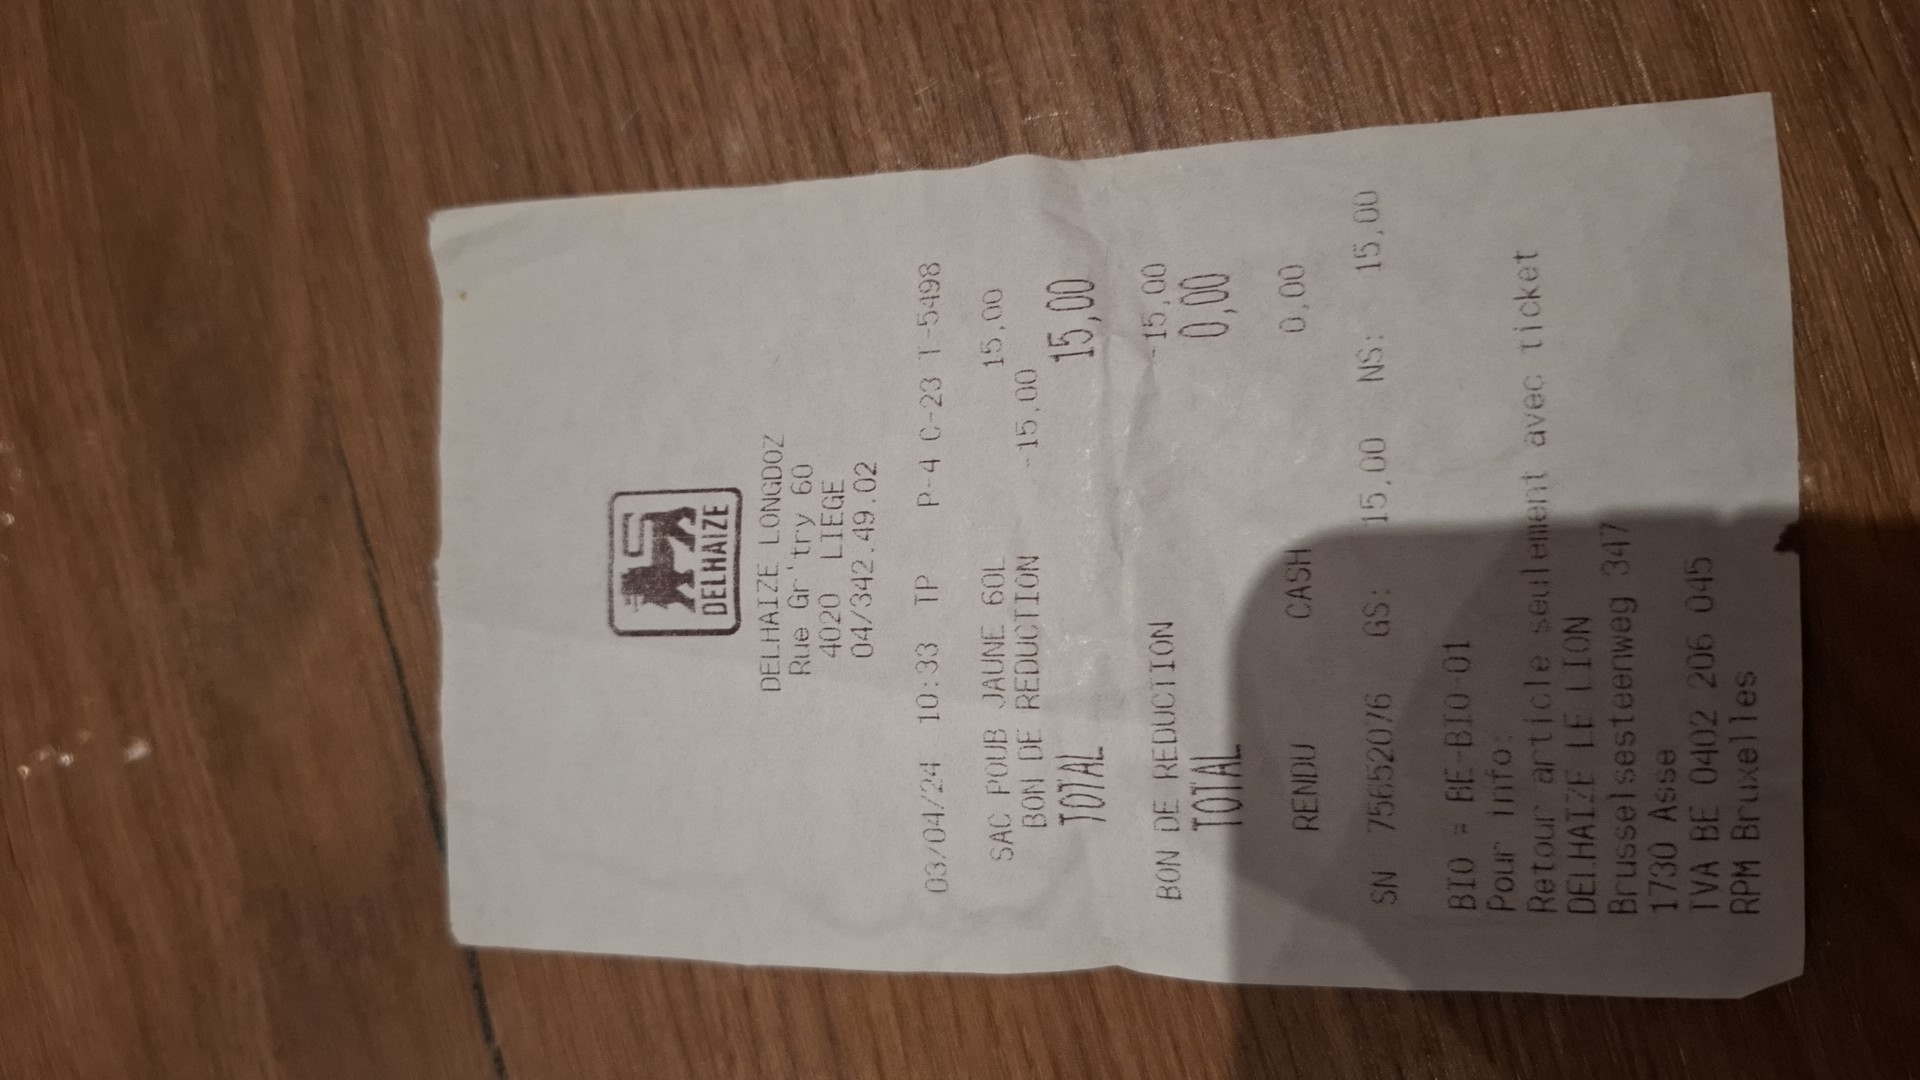 DELHAIZE
DELHAIZE LONGDOZ
Rue Gr'try 60
4020 LIEGE
04/342.49.02
03/04/24 10:33 TP P-4 C-23 T-5498
SAC POUB JAUNE 60L 15,00
BON DE REDUCTION -15,00
TOTAL 15,00
BON DE REDUCTION -15,00
TOTAL 0,00
RENDU CASH 0,00
SN 75652076 GS: 15,00 NS: 15,00
BIO = BE-BIO-01
Pour info:
Retour article seulement avec ticket
DELHAIZE LE LION
Brusselsesteenweg 347
1730 Asse
TVA BE 0402 206 045
RPM Bruxelles